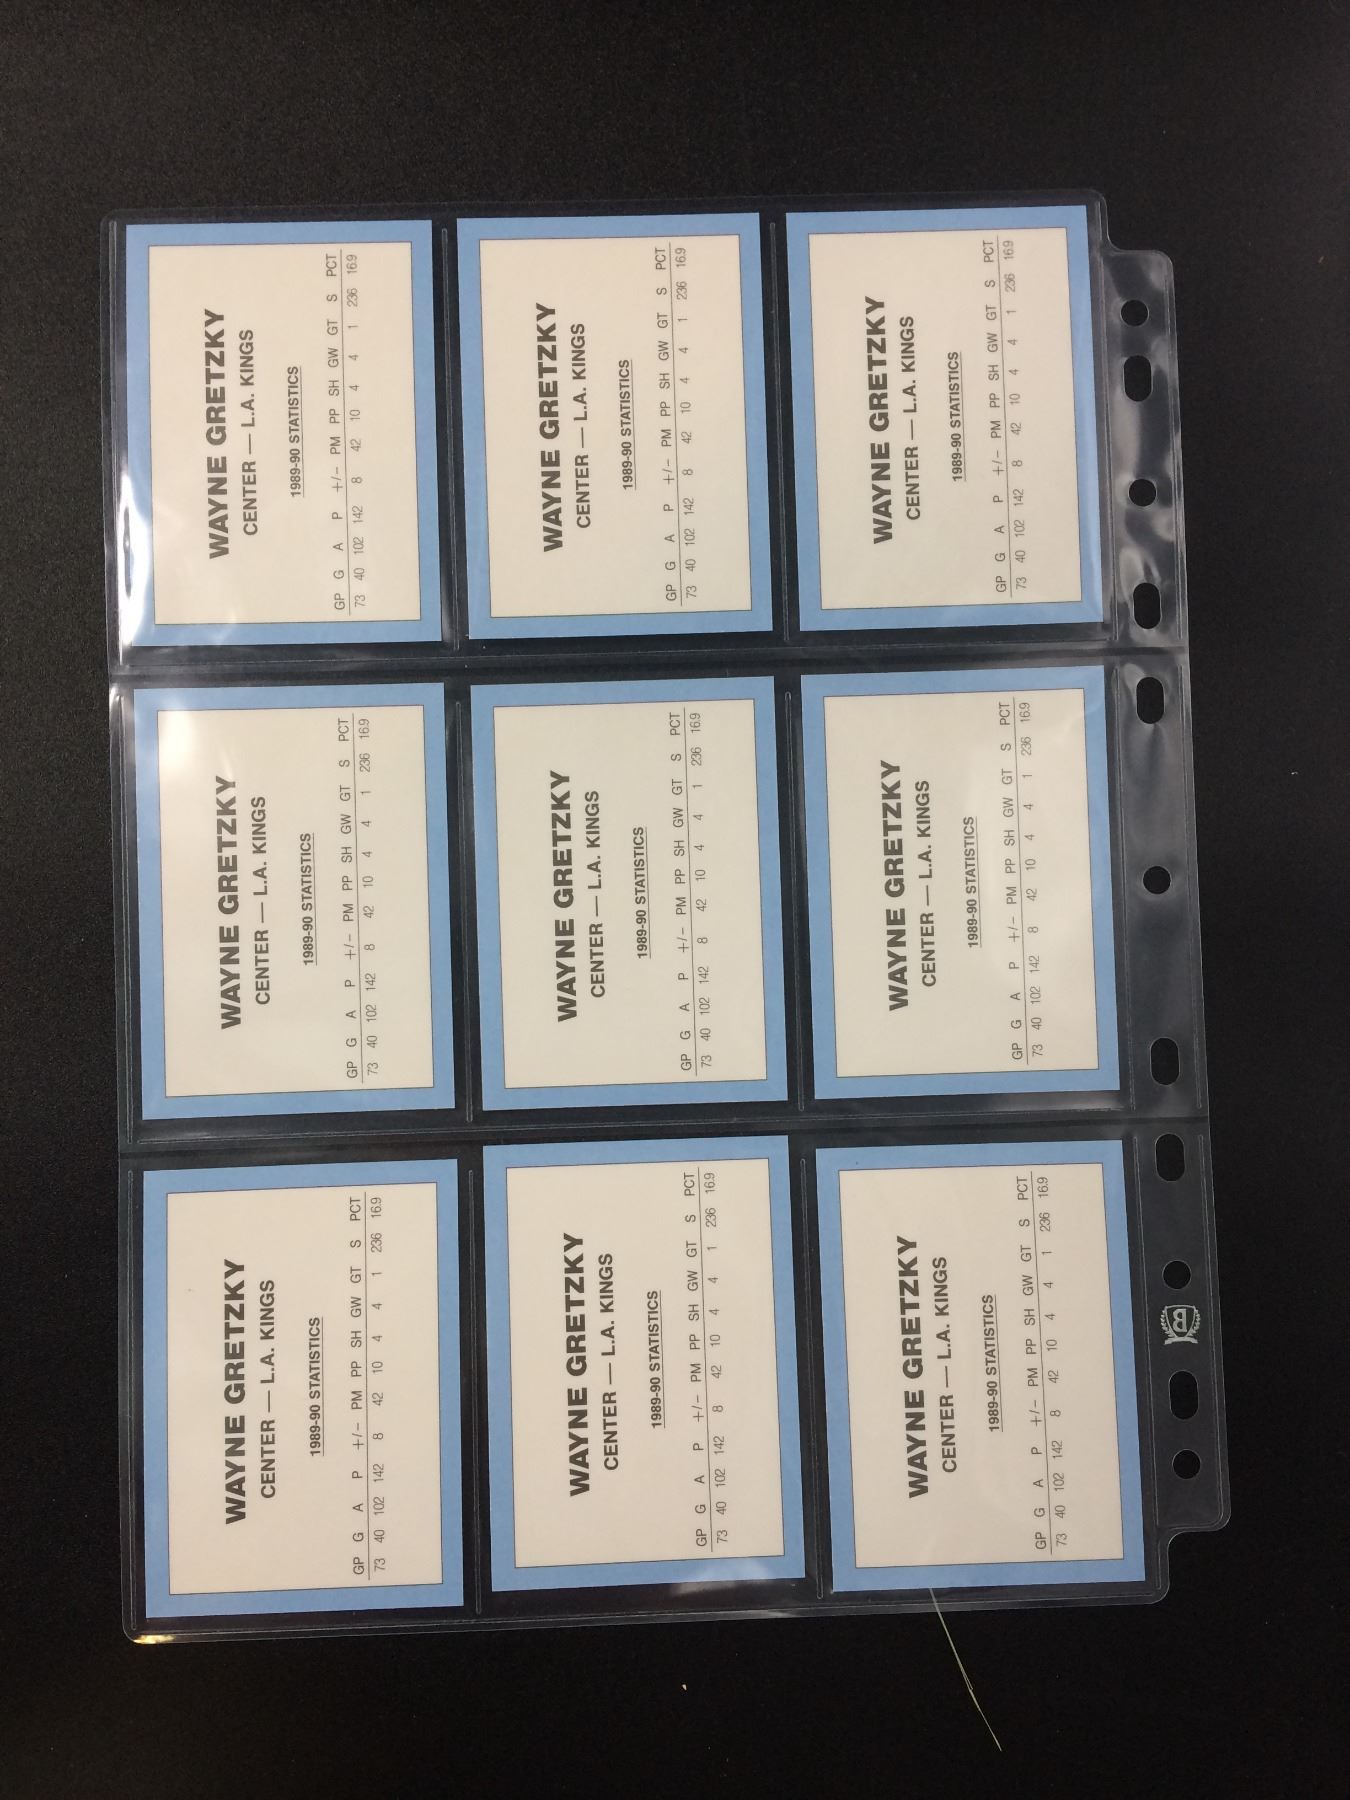 WAYNE GRETZKY
CENTER — L.A. KINGS
1989-90 STATISTICS
GP G A P +/- PM PP SH GW GT S PCT
73 40 102 142 8 42 10 4 4 1 236 16.9
WAYNE GRETZKY
CENTER — L.A. KINGS
1989-90 STATISTICS
GP G A P +/- PM PP SH GW GT S PCT
73 40 102 142 8 42 10 4 4 1 236 16.9
WAYNE GRETZKY
CENTER — L.A. KINGS
1989-90 STATISTICS
GP G A P +/- PM PP SH GW GT S PCT
73 40 102 142 8 42 10 4 4 1 236 16.9
WAYNE GRETZKY
CENTER — L.A. KINGS
1989-90 STATISTICS
GP G A P +/- PM PP SH GW GT S PCT
73 40 102 142 8 42 10 4 4 1 236 16.9
WAYNE GRETZKY
CENTER — L.A. KINGS
1989-90 STATISTICS
GP G A P +/- PM PP SH GW GT S PCT
73 40 102 142 8 42 10 4 4 1 236 16.9
WAYNE GRETZKY
CENTER — L.A. KINGS
1989-90 STATISTICS
GP G A P +/- PM PP SH GW GT S PCT
73 40 102 142 8 42 10 4 4 1 236 16.9
WAYNE GRETZKY
CENTER — L.A. KINGS
1989-90 STATISTICS
GP G A P +/- PM PP SH GW GT S PCT
73 40 102 142 8 42 10 4 4 1 236 16.9
WAYNE GRETZKY
CENTER — L.A. KINGS
1989-90 STATISTICS
GP G A P +/- PM PP SH GW GT S PCT
73 40 102 142 8 42 10 4 4 1 236 16.9
WAYNE GRETZKY
CENTER — L.A. KINGS
1989-90 STATISTICS
GP G A P +/- PM PP SH GW GT S PCT
73 40 102 142 8 42 10 4 4 1 236 16.9
B